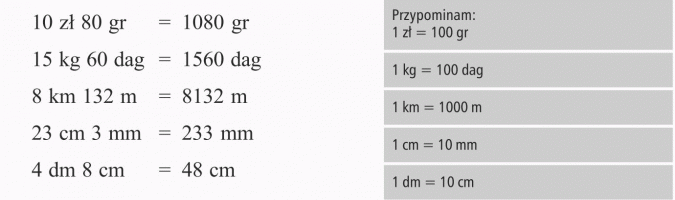 10 zł 80 gr = 1080 gr
15 kg 60 dag = 1560 dag
8 km 132 m = 8132 m
23 cm 3 mm = 233 mm
4 dm 8 cm = 48 cm
Przypominam:
1 zł = 100 gr
1 kg = 100 dag
1 km = 1000 m
1 cm = 10 mm
1 dm = 10 cm